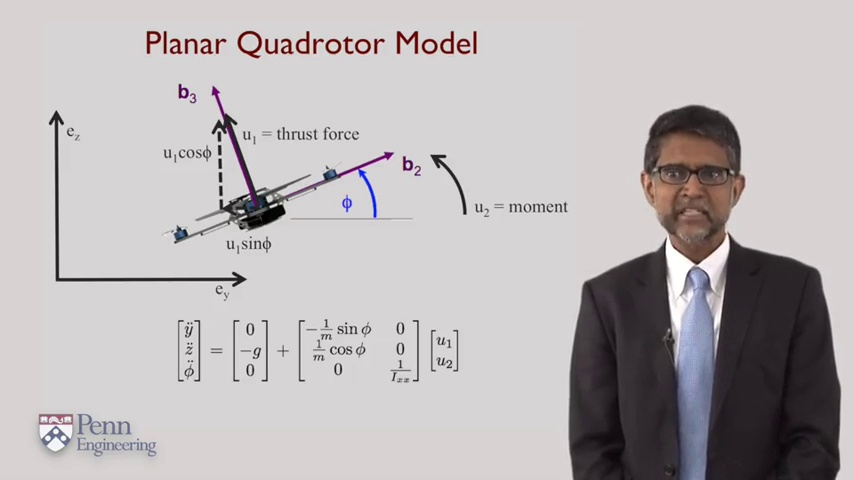 Planar Quadrotor Model
b3
ez
u1 = thrust force
u1cosϕ
b2
ϕ
u2 = moment
u1sinϕ
ey
[ÿ z̈ ϕ̈] = [0 -g 0] + [-1/m sin ϕ 0; 1/m cos ϕ 0; 0 1/Ixx] [u1 u2]
Penn
Engineering